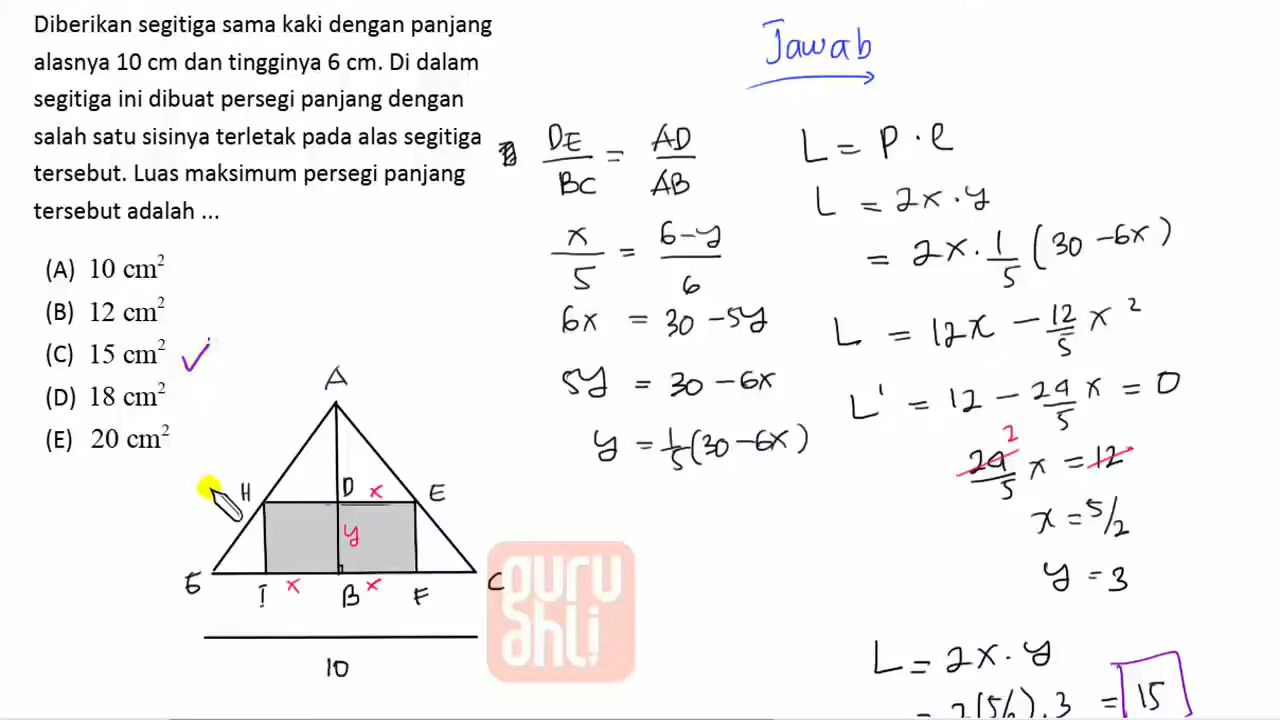 Diberikan segitiga sama kaki dengan panjang
alasnya 10 cm dan tingginya 6 cm. Di dalam
segitiga ini dibuat persegi panjang dengan
salah satu sisinya terletak pada alas segitiga
tersebut. Luas maksimum persegi panjang
tersebut adalah ...
(A) 10 cm²
(B) 12 cm²
(C) 15 cm² ✓
(D) 18 cm²
(E) 20 cm²
A
H D x E
y
G I x B x F C
10
Jawab
DE/BC = AD/AB
x/5 = (6-y)/6
6x = 30 - 5y
5y = 30 - 6x
y = 1/5 (30 - 6x)
L = P . l
L = 2x . y
= 2x . 1/5 (30 - 6x)
L = 12x - 12/5 x²
L' = 12 - 24/5 x = 0
24/5 x = 12
2
x = 5/2
y = 3
L = 2x . y
= 2(5/2) . 3 = 15
guru
ahli